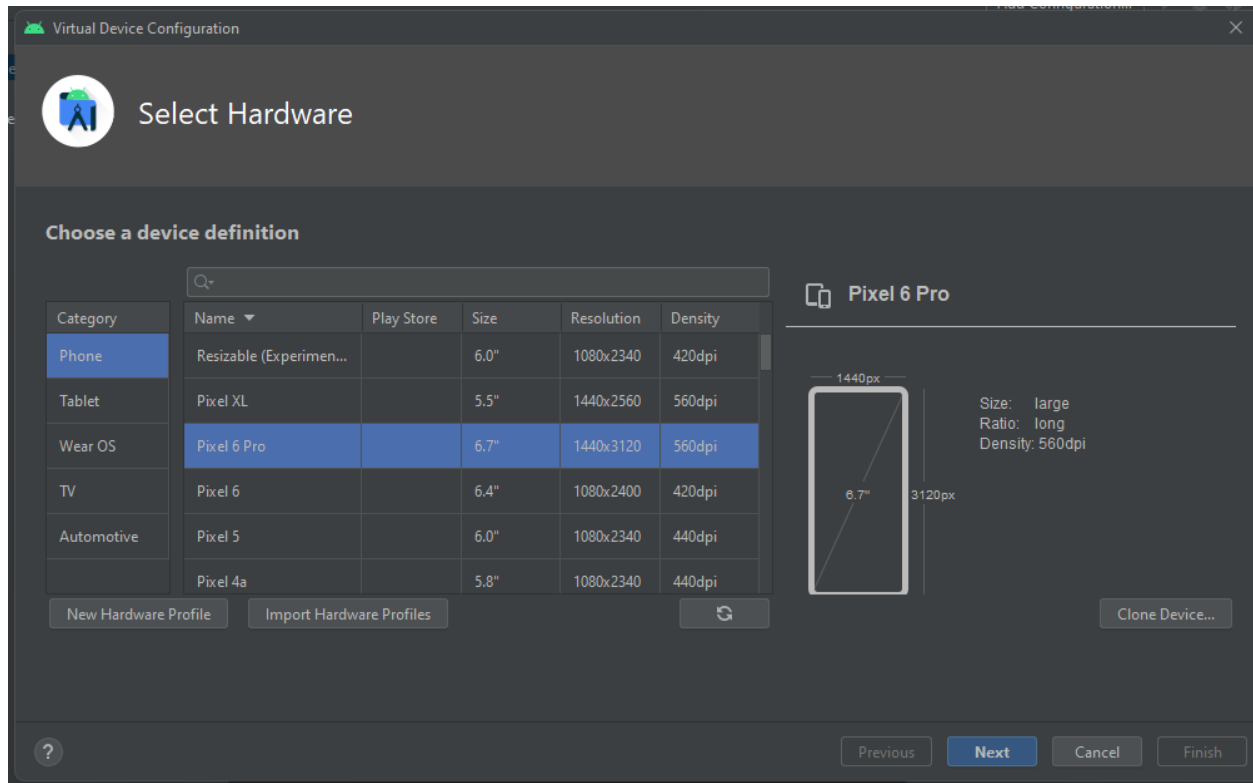 Add Configuration...
Virtual Device Configuration
Select Hardware
Choose a device definition
Category
Phone
Tablet
Wear OS
TV
Automotive
Name Play Store Size Resolution Density
Resizable (Experimen... 6.0" 1080x2340 420dpi
Pixel XL 5.5" 1440x2560 560dpi
Pixel 6 Pro 6.7" 1440x3120 560dpi
Pixel 6 6.4" 1080x2400 420dpi
Pixel 5 6.0" 1080x2340 440dpi
Pixel 4a 5.8" 1080x2340 440dpi
New Hardware Profile Import Hardware Profiles
Pixel 6 Pro
1440px
6.7"
3120px
Size: large
Ratio: long
Density: 560dpi
Clone Device...
? Previous Next Cancel Finish